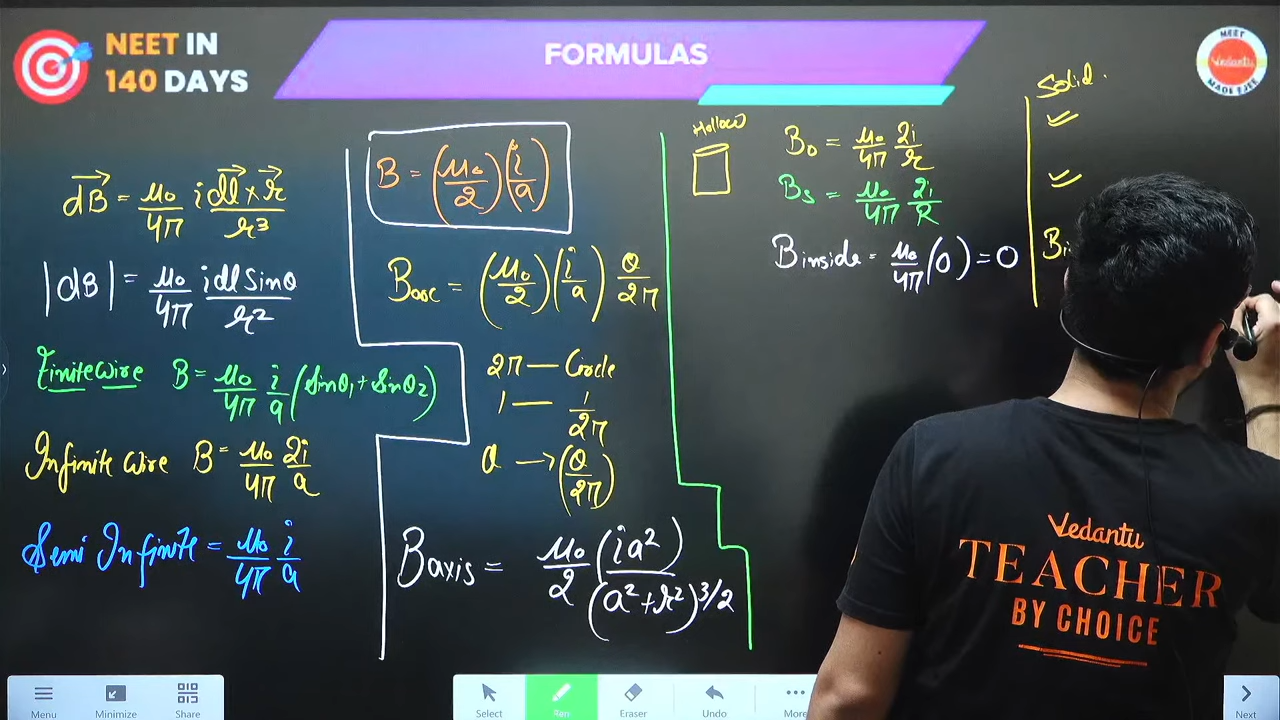 NEET IN
140 DAYS
FORMULAS
MEET
Vedantu
MADE EJEE
dB = μ₀/4π i dl × r / r³
|dB| = μ₀/4π idl Sinθ / r²
Finite Wire B = μ₀/4π i/a (Sinθ₁ + Sinθ₂)
Infinite Wire B = μ₀/4π 2i/a
Semi Infinite = μ₀/4π i/a
B = (μ₀/2)(i/a)
Barc = (μ₀/2)(i/a) θ/2π
2π — Circle
1 — 1/2π
θ → (θ/2π)
Baxis = μ₀/2 (ia²)/(a² + r²)^3/2
Hollow
B₀ = μ₀/4π 2i/r
Bs = μ₀/4π 2i/R
Binside = μ₀/4π (0) = 0
Solid.
Vedantu
TEACHER
BY CHOICE
Menu
Minimize
Share
Select
Pen
Eraser
Undo
More
Next